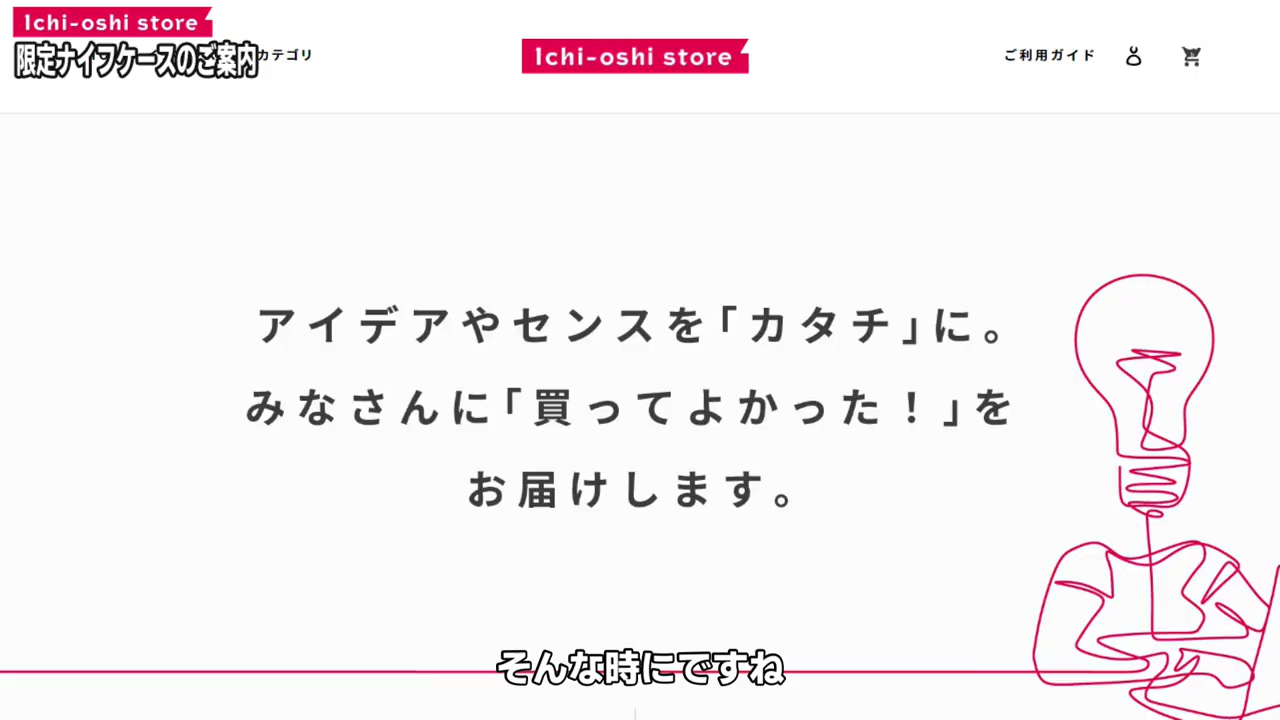 Ichi-oshi store
限定ナイフケースのご案内
カテゴリ
Ichi-oshi store
ご利用ガイド
アイデアやセンスを「カタチ」に。
みなさんに「買ってよかった！」を
お届けします。
そんな時にですね